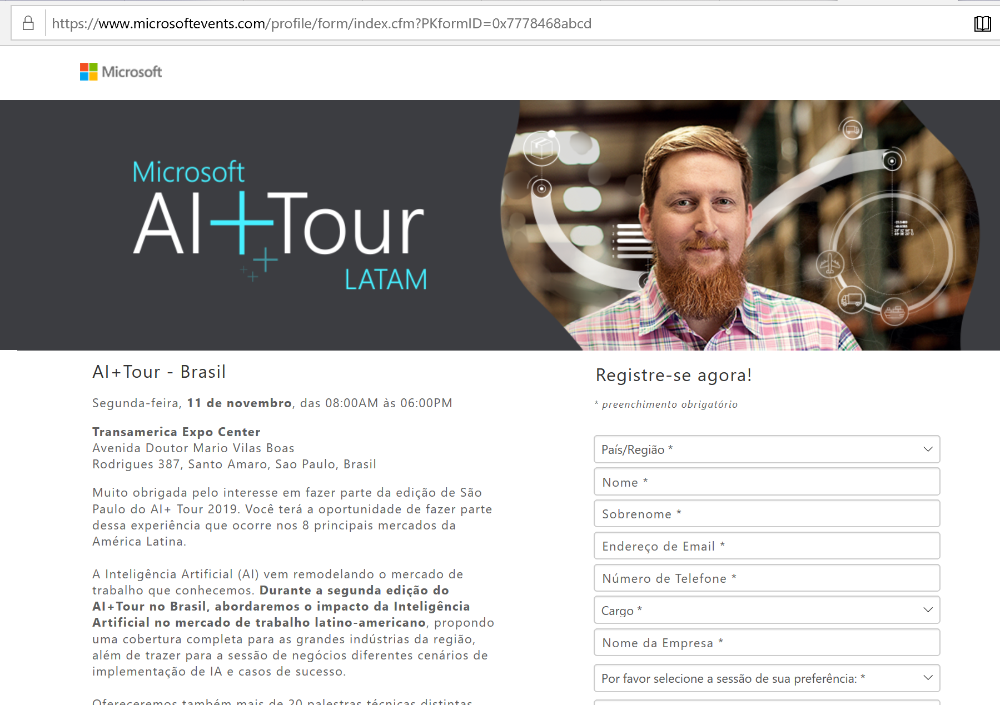 https://www.microsoftevents.com/profile/form/index.cfm?PKformID=0x7778468abcd
Microsoft
Microsoft
AI+Tour
LATAM
AI+Tour - Brasil
Segunda-feira, 11 de novembro, das 08:00AM às 06:00PM
Transamerica Expo Center
Avenida Doutor Mario Vilas Boas
Rodrigues 387, Santo Amaro, Sao Paulo, Brasil
Muito obrigada pelo interesse em fazer parte da edição de São
Paulo do AI+ Tour 2019. Você terá a oportunidade de fazer parte
dessa experiência que ocorre nos 8 principais mercados da
América Latina.
A Inteligência Artificial (AI) vem remodelando o mercado de
trabalho que conhecemos. Durante a segunda edição do
AI+Tour no Brasil, abordaremos o impacto da Inteligência
Artificial no mercado de trabalho latino-americano, propondo
uma cobertura completa para as grandes indústrias da região,
além de trazer para a sessão de negócios diferentes cenários de
implementação de IA e casos de sucesso.
Ofereceremos também mais de 20 palestras técnicas distintas
Registre-se agora!
* preenchimento obrigatório
País/Região *
Nome *
Sobrenome *
Endereço de Email *
Número de Telefone *
Cargo *
Nome da Empresa *
Por favor selecione a sessão de sua preferência: *